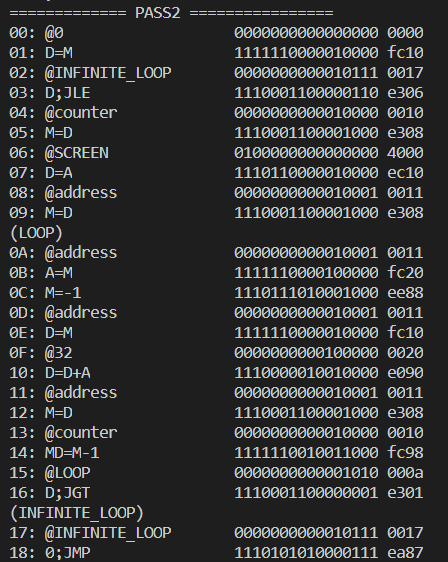 ============= PASS2 ================
00: @0 0000000000000000 0000
01: D=M 1111110000010000 fc10
02: @INFINITE_LOOP 0000000000010111 0017
03: D;JLE 1110001100000110 e306
04: @counter 0000000000010000 0010
05: M=D 1110001100001000 e308
06: @SCREEN 0100000000000000 4000
07: D=A 1110110000010000 ec10
08: @address 0000000000010001 0011
09: M=D 1110001100001000 e308
(LOOP)
0A: @address 0000000000010001 0011
0B: A=M 1111110000100000 fc20
0C: M=-1 1110111010001000 ee88
0D: @address 0000000000010001 0011
0E: D=M 1111110000010000 fc10
0F: @32 0000000000100000 0020
10: D=D+A 1110000010010000 e090
11: @address 0000000000010001 0011
12: M=D 1110001100001000 e308
13: @counter 0000000000010000 0010
14: MD=M-1 1111110010011000 fc98
15: @LOOP 0000000000001010 000a
16: D;JGT 1110001100000001 e301
(INFINITE_LOOP)
17: @INFINITE_LOOP 0000000000010111 0017
18: 0;JMP 1110101010000111 ea87